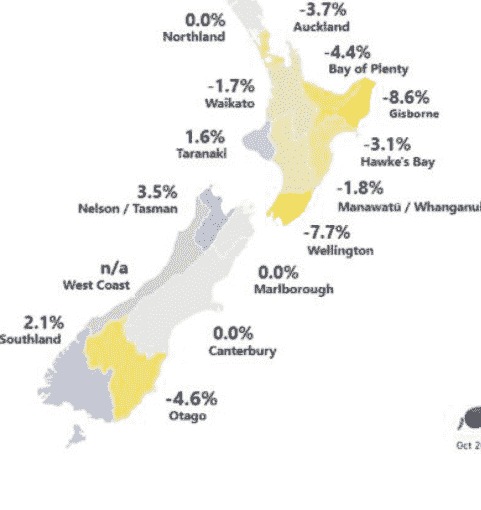 -3.7%
Auckland
0.0%
Northland
-4.4%
Bay of Plenty
-1.7%
Waikato
-8.6%
Gisborne
1.6%
Taranaki
-3.1%
Hawke's Bay
3.5%
Nelson / Tasman
-1.8%
Manawatū / Whanganui
-7.7%
Wellington
n/a
West Coast
0.0%
Marlborough
2.1%
Southland
0.0%
Canterbury
-4.6%
Otago
Oct 2